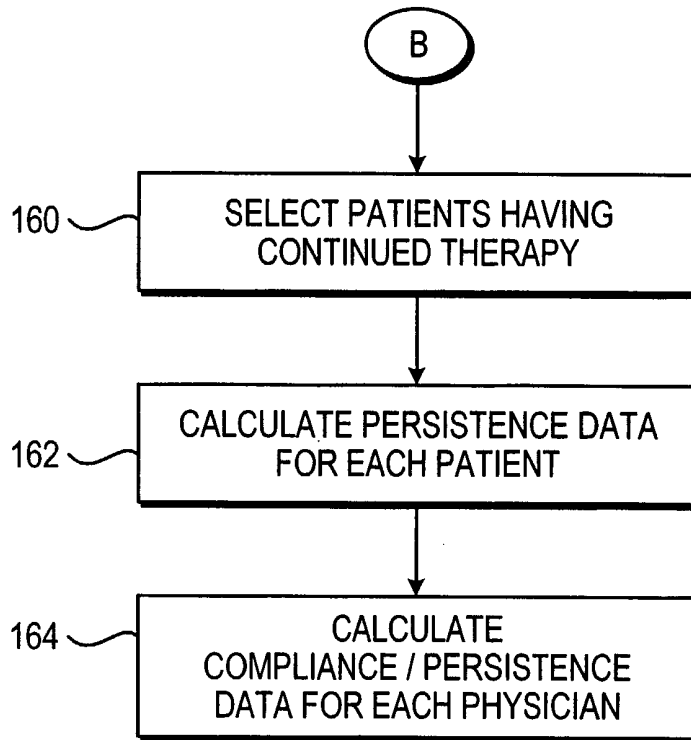 B
160
SELECT PATIENTS HAVING
CONTINUED THERAPY
162
CALCULATE PERSISTENCE DATA
FOR EACH PATIENT
164
CALCULATE
COMPLIANCE / PERSISTENCE
DATA FOR EACH PHYSICIAN